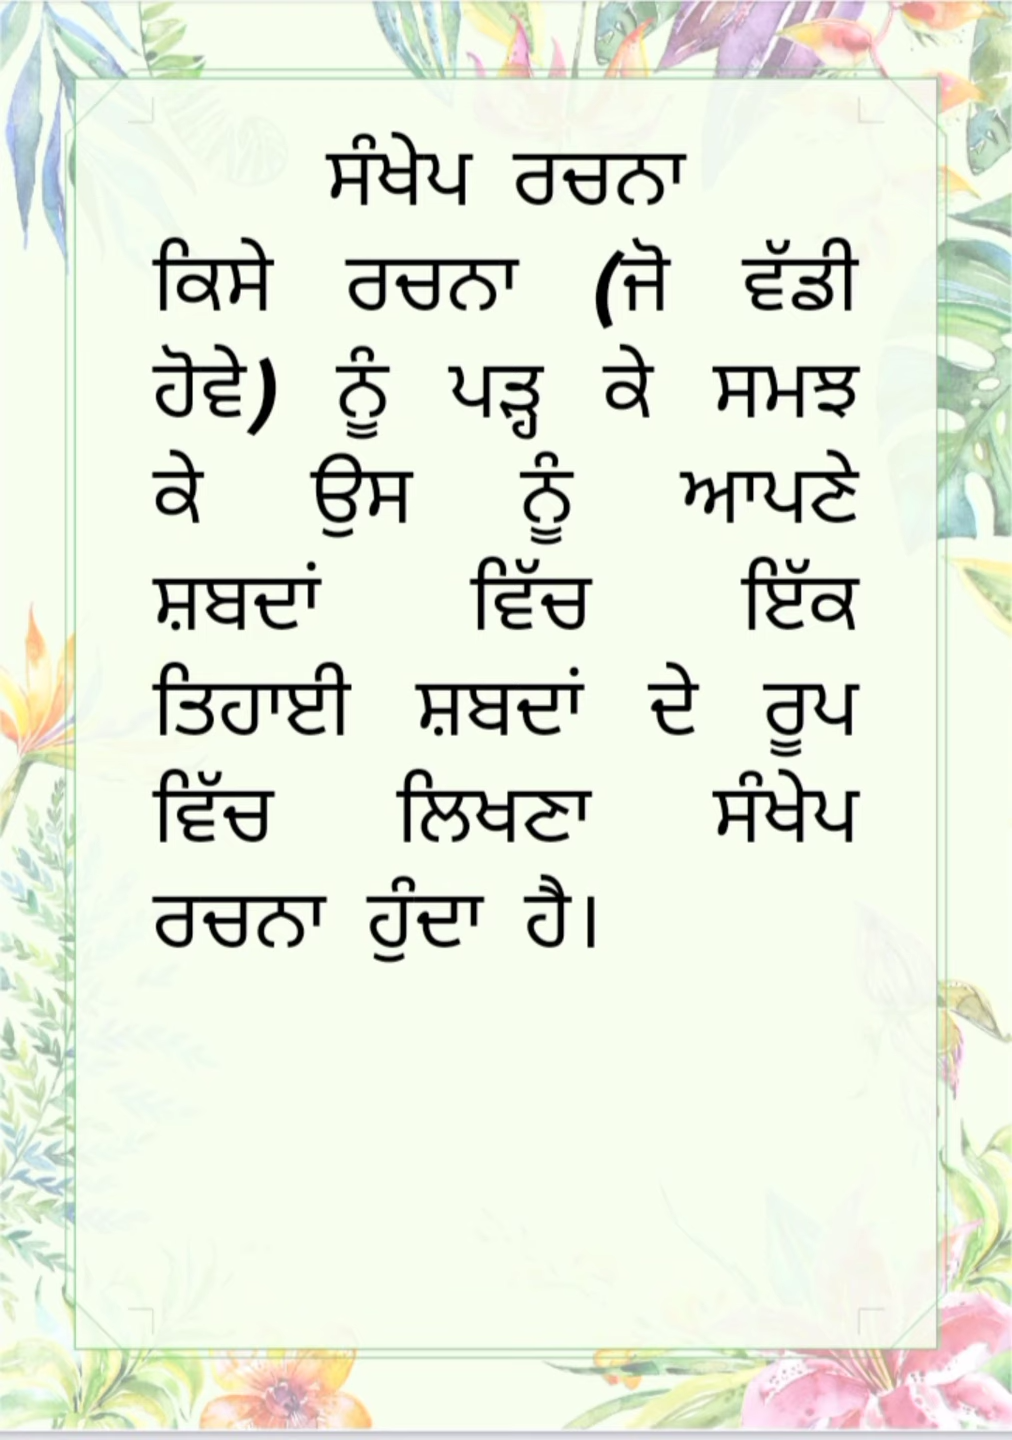 ਸੰਖੇਪ ਰਚਨਾ
ਕਿਸੇ ਰਚਨਾ (ਜੋ ਵੱਡੀ
ਹੋਵੇ) ਨੂੰ ਪੜ੍ਹ ਕੇ ਸਮਝ
ਕੇ ਉਸ ਨੂੰ ਆਪਣੇ
ਸ਼ਬਦਾਂ ਵਿੱਚ ਇੱਕ
ਤਿਹਾਈ ਸ਼ਬਦਾਂ ਦੇ ਰੂਪ
ਵਿੱਚ ਲਿਖਣਾ ਸੰਖੇਪ
ਰਚਨਾ ਹੁੰਦਾ ਹੈ।